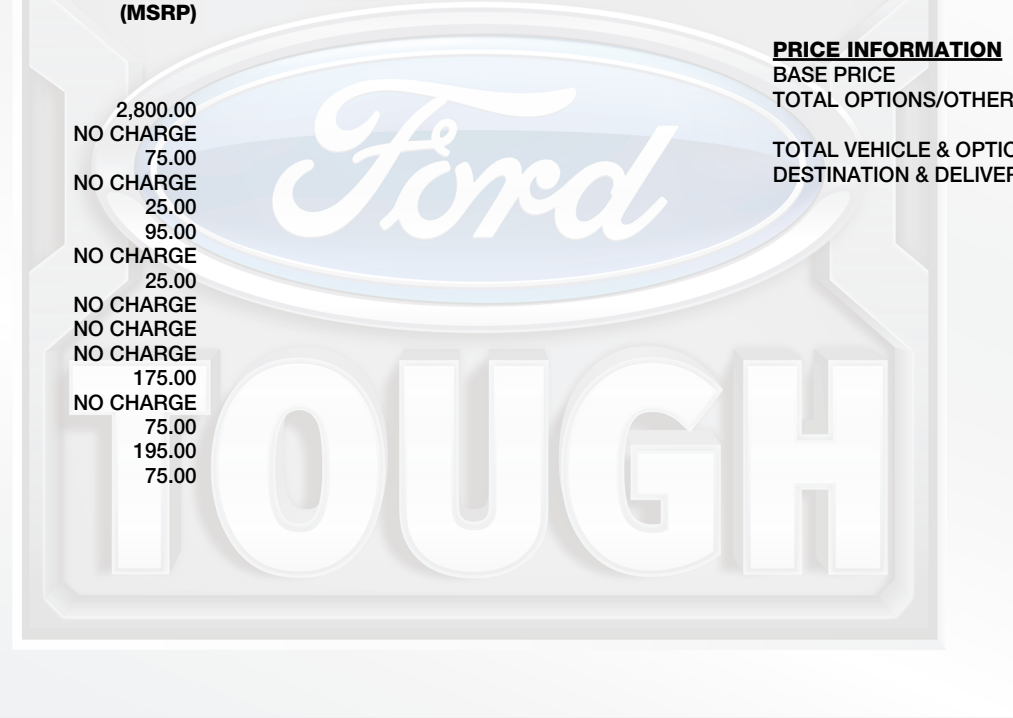 (MSRP)
2,800.00
NO CHARGE
75.00
NO CHARGE
25.00
95.00
NO CHARGE
25.00
NO CHARGE
NO CHARGE
NO CHARGE
175.00
NO CHARGE
75.00
195.00
75.00
PRICE INFORMATION
BASE PRICE
TOTAL OPTIONS/OTHER
TOTAL VEHICLE & OPTIO
DESTINATION & DELIVER
Ford
TOUGH